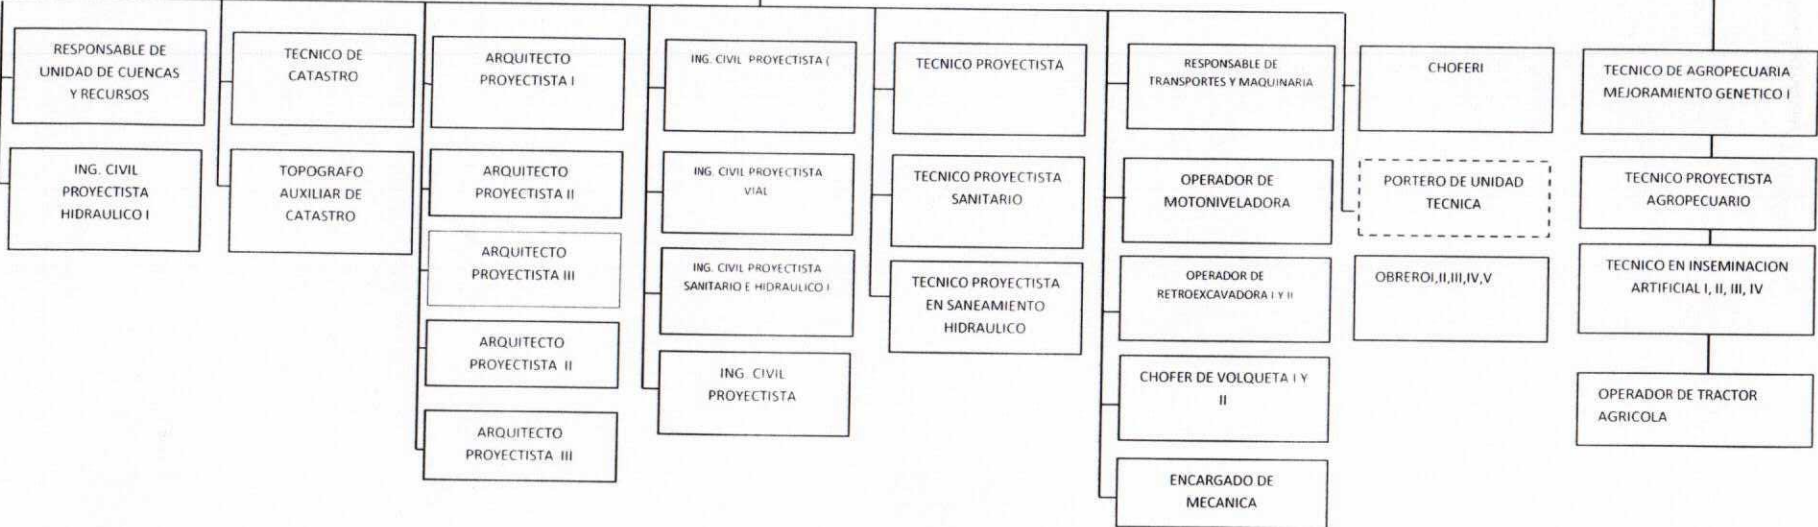 RESPONSABLE DE
UNIDAD DE CUENCAS
Y RECURSOS
ING. CIVIL
PROYECTISTA
HIDRAULICO I
TECNICO DE
CATASTRO
TOPOGRAFO
AUXILIAR DE
CATASTRO
ARQUITECTO
PROYECTISTA I
ARQUITECTO
PROYECTISTA II
ARQUITECTO
PROYECTISTA III
ARQUITECTO
PROYECTISTA II
ARQUITECTO
PROYECTISTA III
ING. CIVIL PROYECTISTA (
ING. CIVIL PROYECTISTA
VIAL
ING. CIVIL PROYECTISTA
SANITARIO E HIDRAULICO I
ING. CIVIL
PROYECTISTA
TECNICO PROYECTISTA
TECNICO PROYECTISTA
SANITARIO
TECNICO PROYECTISTA
EN SANEAMIENTO
HIDRAULICO
RESPONSABLE DE
TRANSPORTES Y MAQUINARIA
OPERADOR DE
MOTONIVELADORA
OPERADOR DE
RETROEXCAVADORA I Y II
CHOFER DE VOLQUETA I Y
II
ENCARGADO DE
MECANICA
CHOFERI
PORTERO DE UNIDAD
TECNICA
OBREROI,II,III,IV,V
TECNICO DE AGROPECUARIA
MEJORAMIENTO GENETICO I
TECNICO PROYECTISTA
AGROPECUARIO
TECNICO EN INSEMINACION
ARTIFICIAL I, II, III, IV
OPERADOR DE TRACTOR
AGRICOLA